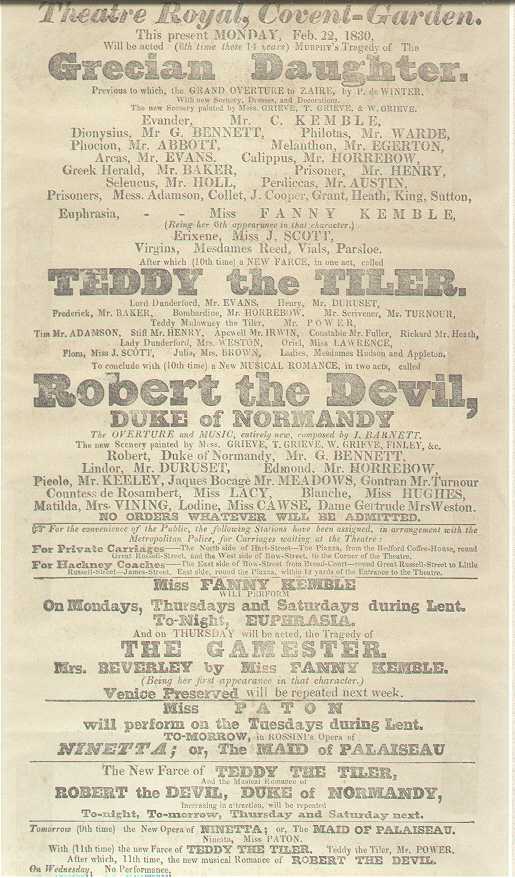 Theatre Royal, Covent-Garden.
This present MONDAY, Feb. 22, 1830,
Will be acted (6th time these 14 years) MURPHY's Tragedy of The
Grecian Daughter.
Previous to which, the GRAND OVERTURE to ZAIRE, by P. de WINTER.
With new Scenery, Dresses, and Decorations.
The new Scenery painted by Mess. GRIEVE, T. GRIEVE, & W. GRIEVE.
Evander, Mr. C. KEMBLE,
Dionysius, Mr G. BENNETT, Philotas, Mr. WARDE,
Phocion, Mr. ABBOTT, Melanthon, Mr. EGERTON,
Arcas, Mr. EVANS. Calippus, Mr. HORREBOW,
Greek Herald, Mr. BAKER, Prisoner, Mr. HENRY,
Seleucus, Mr. HOLL, Perdiccas, Mr. AUSTIN.
Prisoners, Mess. Adamson, Collet, J. Cooper, Grant, Heath, King, Sutton,
Euphrasia, - - Miss FANNY KEMBLE,
(Being her 6th appearance in that character.)
Erixene, Miss J. SCOTT,
Virgins, Mesdames Reed, Vials, Parsloe.
After which (10th time) a NEW FARCE, in one act, called
TEDDY the TILER.
Lord Dunderford, Mr. EVANS, Henry, Mr. DURUSET,
Frederick, Mr. BAKER, Bombardine, Mr. HORREBOW, Mr. Scrivener, Mr. TURNOUR,
Teddy Mulowney the Tiler, Mr. POWER,
Tim Mr. ADAMSON, Stiff Mr. HENRY, Apewell Mr. IRWIN, Constable Mr. Fuller, Richard Mr. Heath,
Lady Dunderford, Mrs. WESTON, Oriel, Miss LAWRENCE,
Flora, Miss J. SCOTT, Julia, Mrs. BROWN, Ladies, Mesdames Hudson and Appleton.
To conclude with (10th time) a New MUSICAL ROMANCE, in two acts, called
Robert the Devil,
DUKE of NORMANDY
The OVERTURE and MUSIC, entirely new, composed by J. BARNETT.
The new Scenery painted by Mess. GRIEVE, T. GRIEVE, W. GRIEVE, FINLEY, &c.
Robert, Duke of Normandy, Mr. G. BENNETT,
Lindor, Mr. DURUSET, Edmond, Mr. HORREBOW,
Picolo, Mr. KEELEY, Jaques Bocage Mr. MEADOWS, Gontran Mr. Turnour
Countess de Rosambert, Miss LACY, Blanche, Miss HUGHES,
Matilda, Mrs. VINING, Lodine, Miss CAWSE, Dame Gertrude Mrs Weston.
NO ORDERS WHATEVER WILL BE ADMITTED.
☞ For the convenience of the Public, the following Stations have been assigned, in arrangement with the
Metropolitan Police, for Carriages waiting at the Theatre:
For Private Carriages—The North side of Hart-Street—The Piazza, from the Bedford Coffee-House, round
Great Russell-Street, and the West side of Bow-Street, to the Corner of the Theatre.
For Hackney Coaches—The East side of Bow-Street from Broad-Court—round Great Russell-Street to Little
Russell-Street—James-Street, East side, round the Piazza, within 12 yards of the Entrance to the Theatre.
Miss FANNY KEMBLE
WILL PERFORM
On Mondays, Thursdays and Saturdays during Lent.
To-Night, EUPHRASIA.
And on THURSDAY will be acted, the Tragedy of
THE GAMESTER.
Mrs. BEVERLEY by Miss FANNY KEMBLE.
(Being her first appearance in that character.)
Venice Preserved will be repeated next week.
Miss PATON
will perform on the Tuesdays during Lent.
TO-MORROW, in ROSSINI's Opera of
NINETTA; or, The MAID of PALAISEAU
The New Farce of TEDDY THE TILER,
And the Musical Romance of
ROBERT the DEVIL, DUKE of NORMANDY,
Increasing in attraction, will be repeated
To-night, To-morrow, Thursday and Saturday next.
Tomorrow (9th time) the New Opera of NINETTA; or, The MAID OF PALAISEAU.
Ninetta, Miss PATON.
With (11th time) the new Farce of TEDDY THE TILER. Teddy the Tiler, Mr. POWER.
After which, 11th time, the new musical Romance of ROBERT THE DEVIL.
On Wednesday, No Performance.